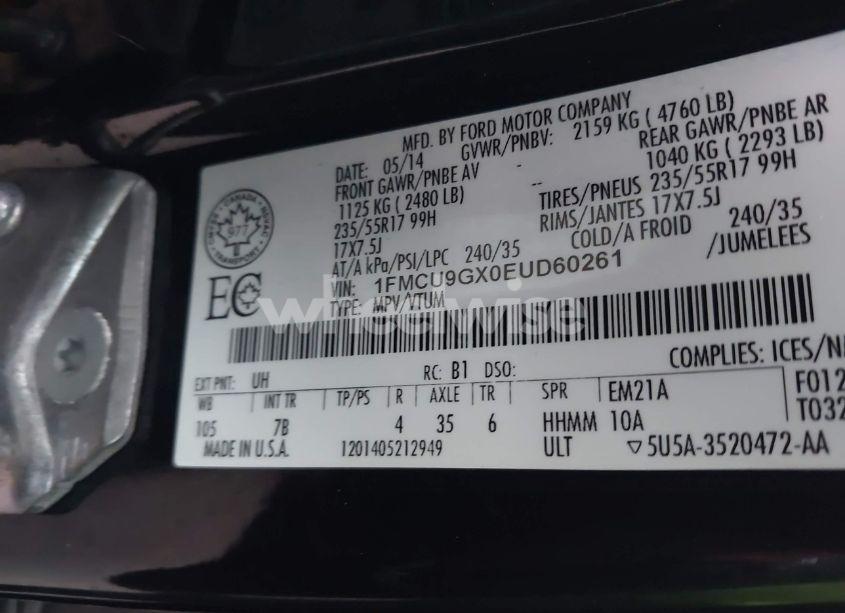 MFD. BY FORD MOTOR COMPANY
DATE: 05/14 GVWR/PNBV: 2159 KG ( 4760 LB)
FRONT GAWR/PNBE AV -- REAR GAWR/PNBE AR
1125 KG ( 2480 LB) 1040 KG ( 2293 LB)
235/55R17 99H -- TIRES/PNEUS 235/55R17 99H
17X7.5J RIMS/JANTES 17X7.5J
AT/A kPa/PSI/LPC 240/35 COLD/A FROID 240/35
VIN: 1FMCU9GX0EUD60261 /JUMELEES
TYPE: MPV/VTUM
CANADA
TRANSPORT
977
EC
wheelwise
COMPLIES: ICES/N
EXT PNT: UH RC: B1 DSO:
WB INT TR TP/PS R AXLE TR SPR EM21A F012
105 7B 4 35 6 HHMM 10A T032
MADE IN U.S.A. 1201405212949 ULT ▽5U5A-3520472-AA